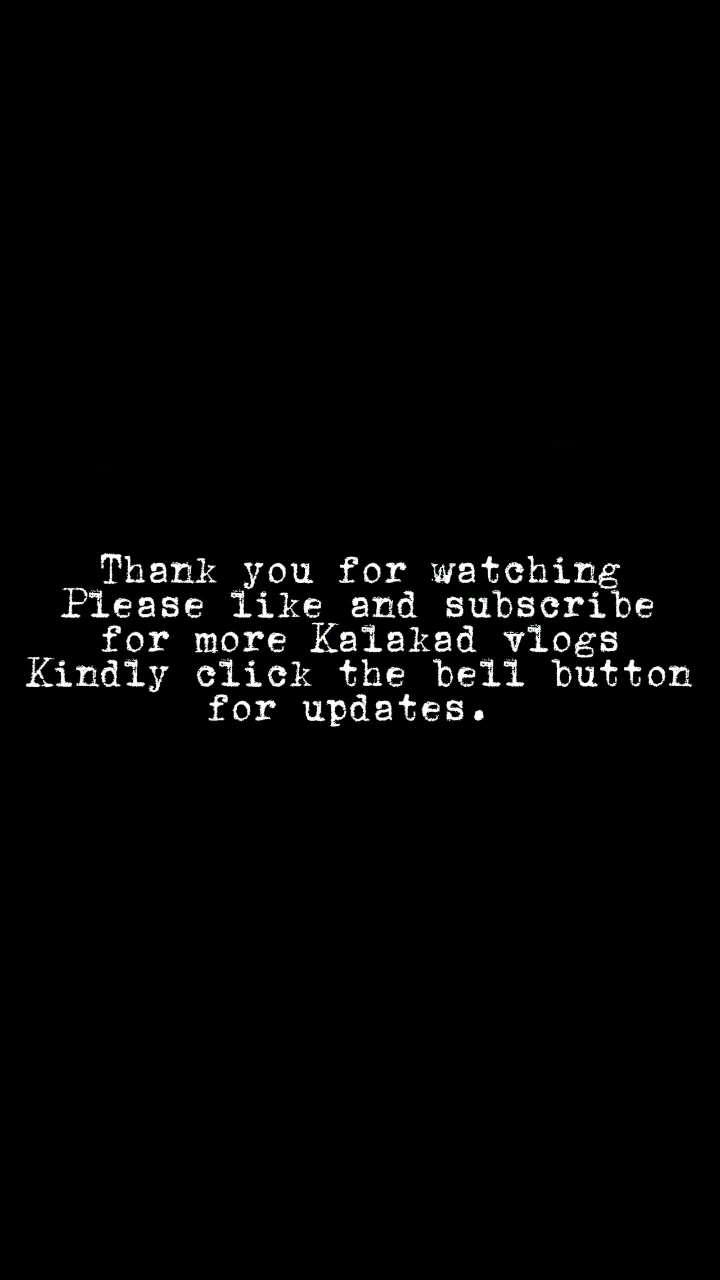 Thank you for watching
Please like and subscribe
for more Kalakad vlogs
Kindly click the bell button
for updates.